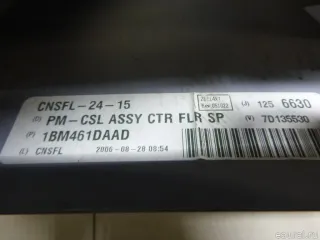 CNSFL-24-15
(J) 125 6630
(D) PM-CSL ASSY CTR FLR SP
(V) 7D135630
(P) 1BM461DAAD
(L) CNSFL 2006-08-28 08:54